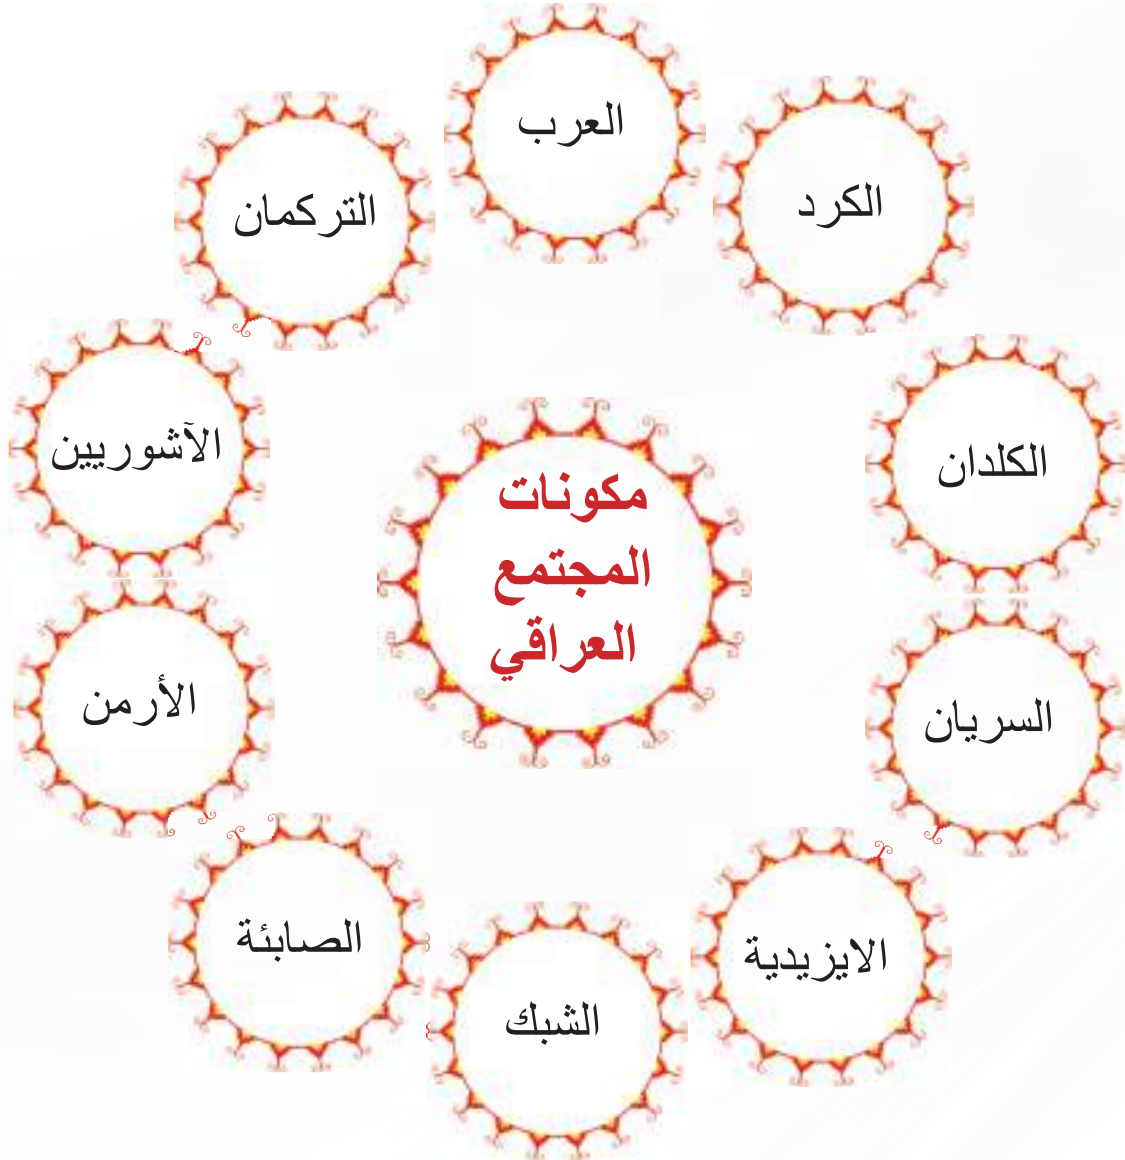 العرب
الكرد
التركمان
الآشوريين
الكلدان
مكونات
المجتمع
العراقي
الأرمن
السريان
الصابئة
الايزيدية
الشبك